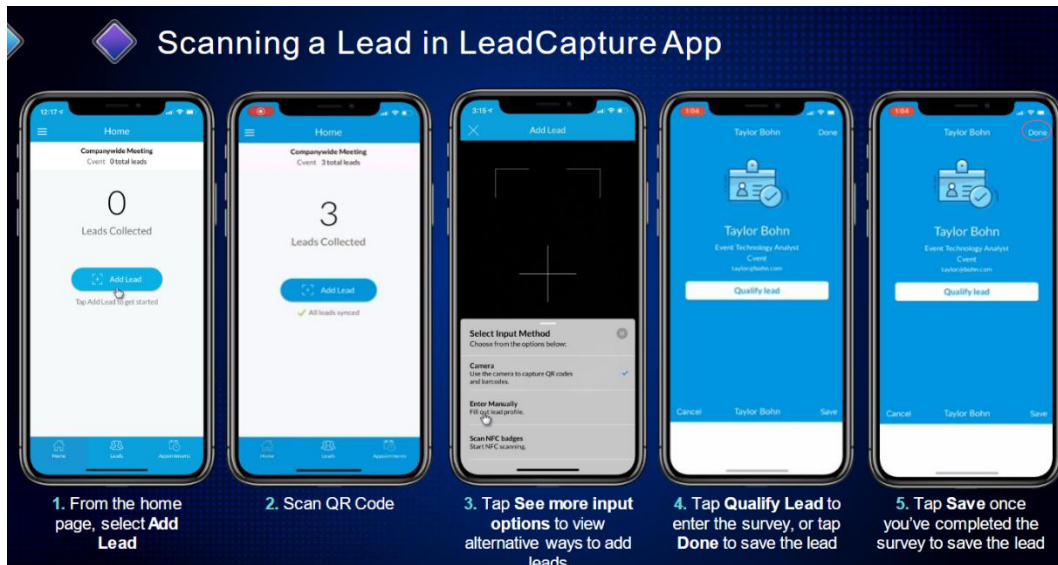 Scanning a Lead in LeadCapture App
12:17
Home
Companywide Meeting
Cvent 0 total leads
0
Leads Collected
Add Lead
Tap Add Lead to get started
Home
Leads
Appointments
1. From the home
page, select Add
Lead
Home
Companywide Meeting
Cvent 3 total leads
3
Leads Collected
Add Lead
All leads synced
Home
Leads
Appointments
2. Scan QR Code
3:15
Add Lead
Select Input Method
Choose from the options below:
Camera
Use the camera to capture QR codes
and barcodes.
Enter Manually
Fill out lead profile.
Scan NFC badges
Start NFC scanning.
3. Tap See more input
options to view
alternative ways to add
leads
1:04
Taylor Bohn Done
Taylor Bohn
Event Technology Analyst
Cvent
taylor@bohn.com
Qualify lead
Cancel Taylor Bohn Save
4. Tap Qualify Lead to
enter the survey, or tap
Done to save the lead
1:04
Taylor Bohn Done
Taylor Bohn
Event Technology Analyst
Cvent
taylor@bohn.com
Qualify lead
Cancel Taylor Bohn Save
5. Tap Save once
you've completed the
survey to save the lead